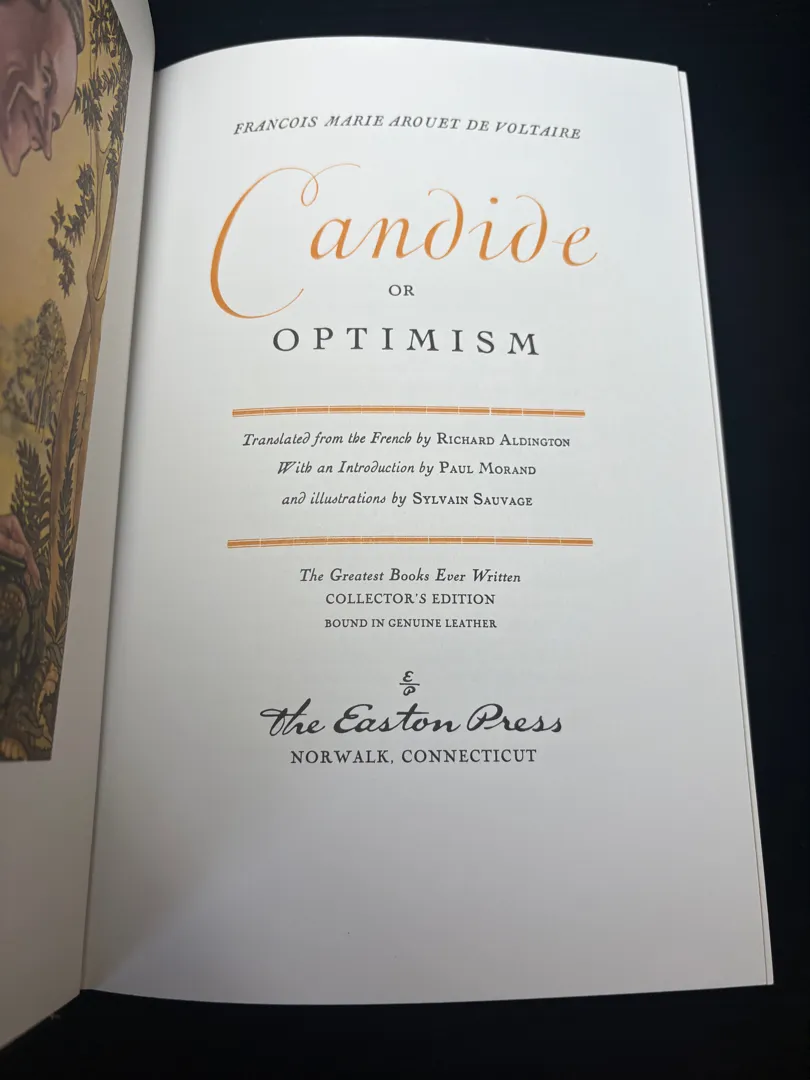 FRANCOIS MARIE AROUET DE VOLTAIRE
Candide
OR
OPTIMISM
Translated from the French by RICHARD ALDINGTON
With an Introduction by PAUL MORAND
and illustrations by SYLVAIN SAUVAGE
The Greatest Books Ever Written
COLLECTOR'S EDITION
BOUND IN GENUINE LEATHER
E
P
The Easton Press
NORWALK, CONNECTICUT